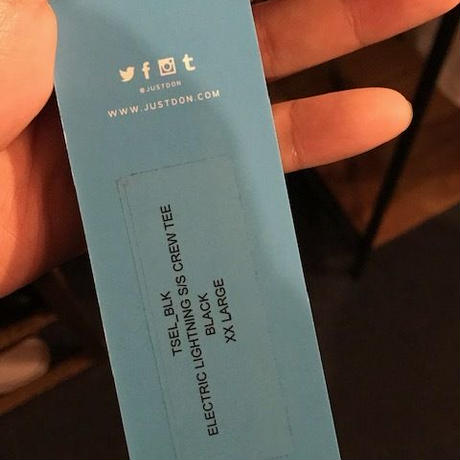 @JUSTDON
WWW.JUSTDON.COM
TSEL_BLK
ELECTRIC LIGHTNING S/S CREW TEE
BLACK
XX LARGE